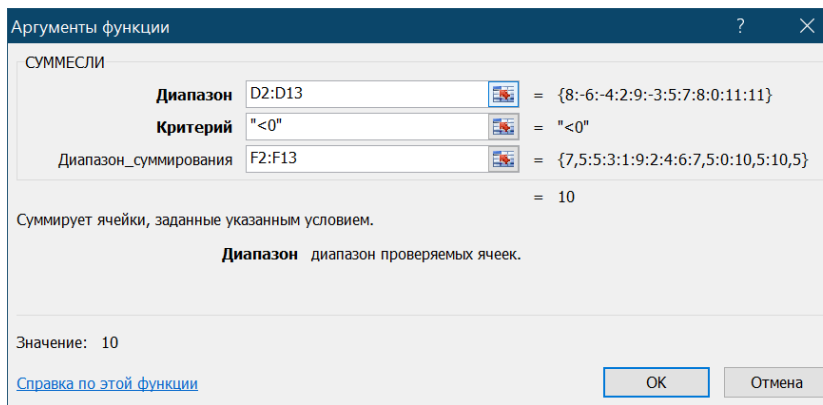 Аргументы функции ? ×
СУММЕСЛИ
Диапазон D2:D13 = {8:-6:-4:2:9:-3:5:7:8:0:11:11}
Критерий "<0" = "<0"
Диапазон_суммирования F2:F13 = {7,5:5:3:1:9:2:4:6:7,5:0:10,5:10,5}
= 10
Суммирует ячейки, заданные указанным условием.
Диапазон диапазон проверяемых ячеек.
Значение: 10
Справка по этой функции ОК Отмена